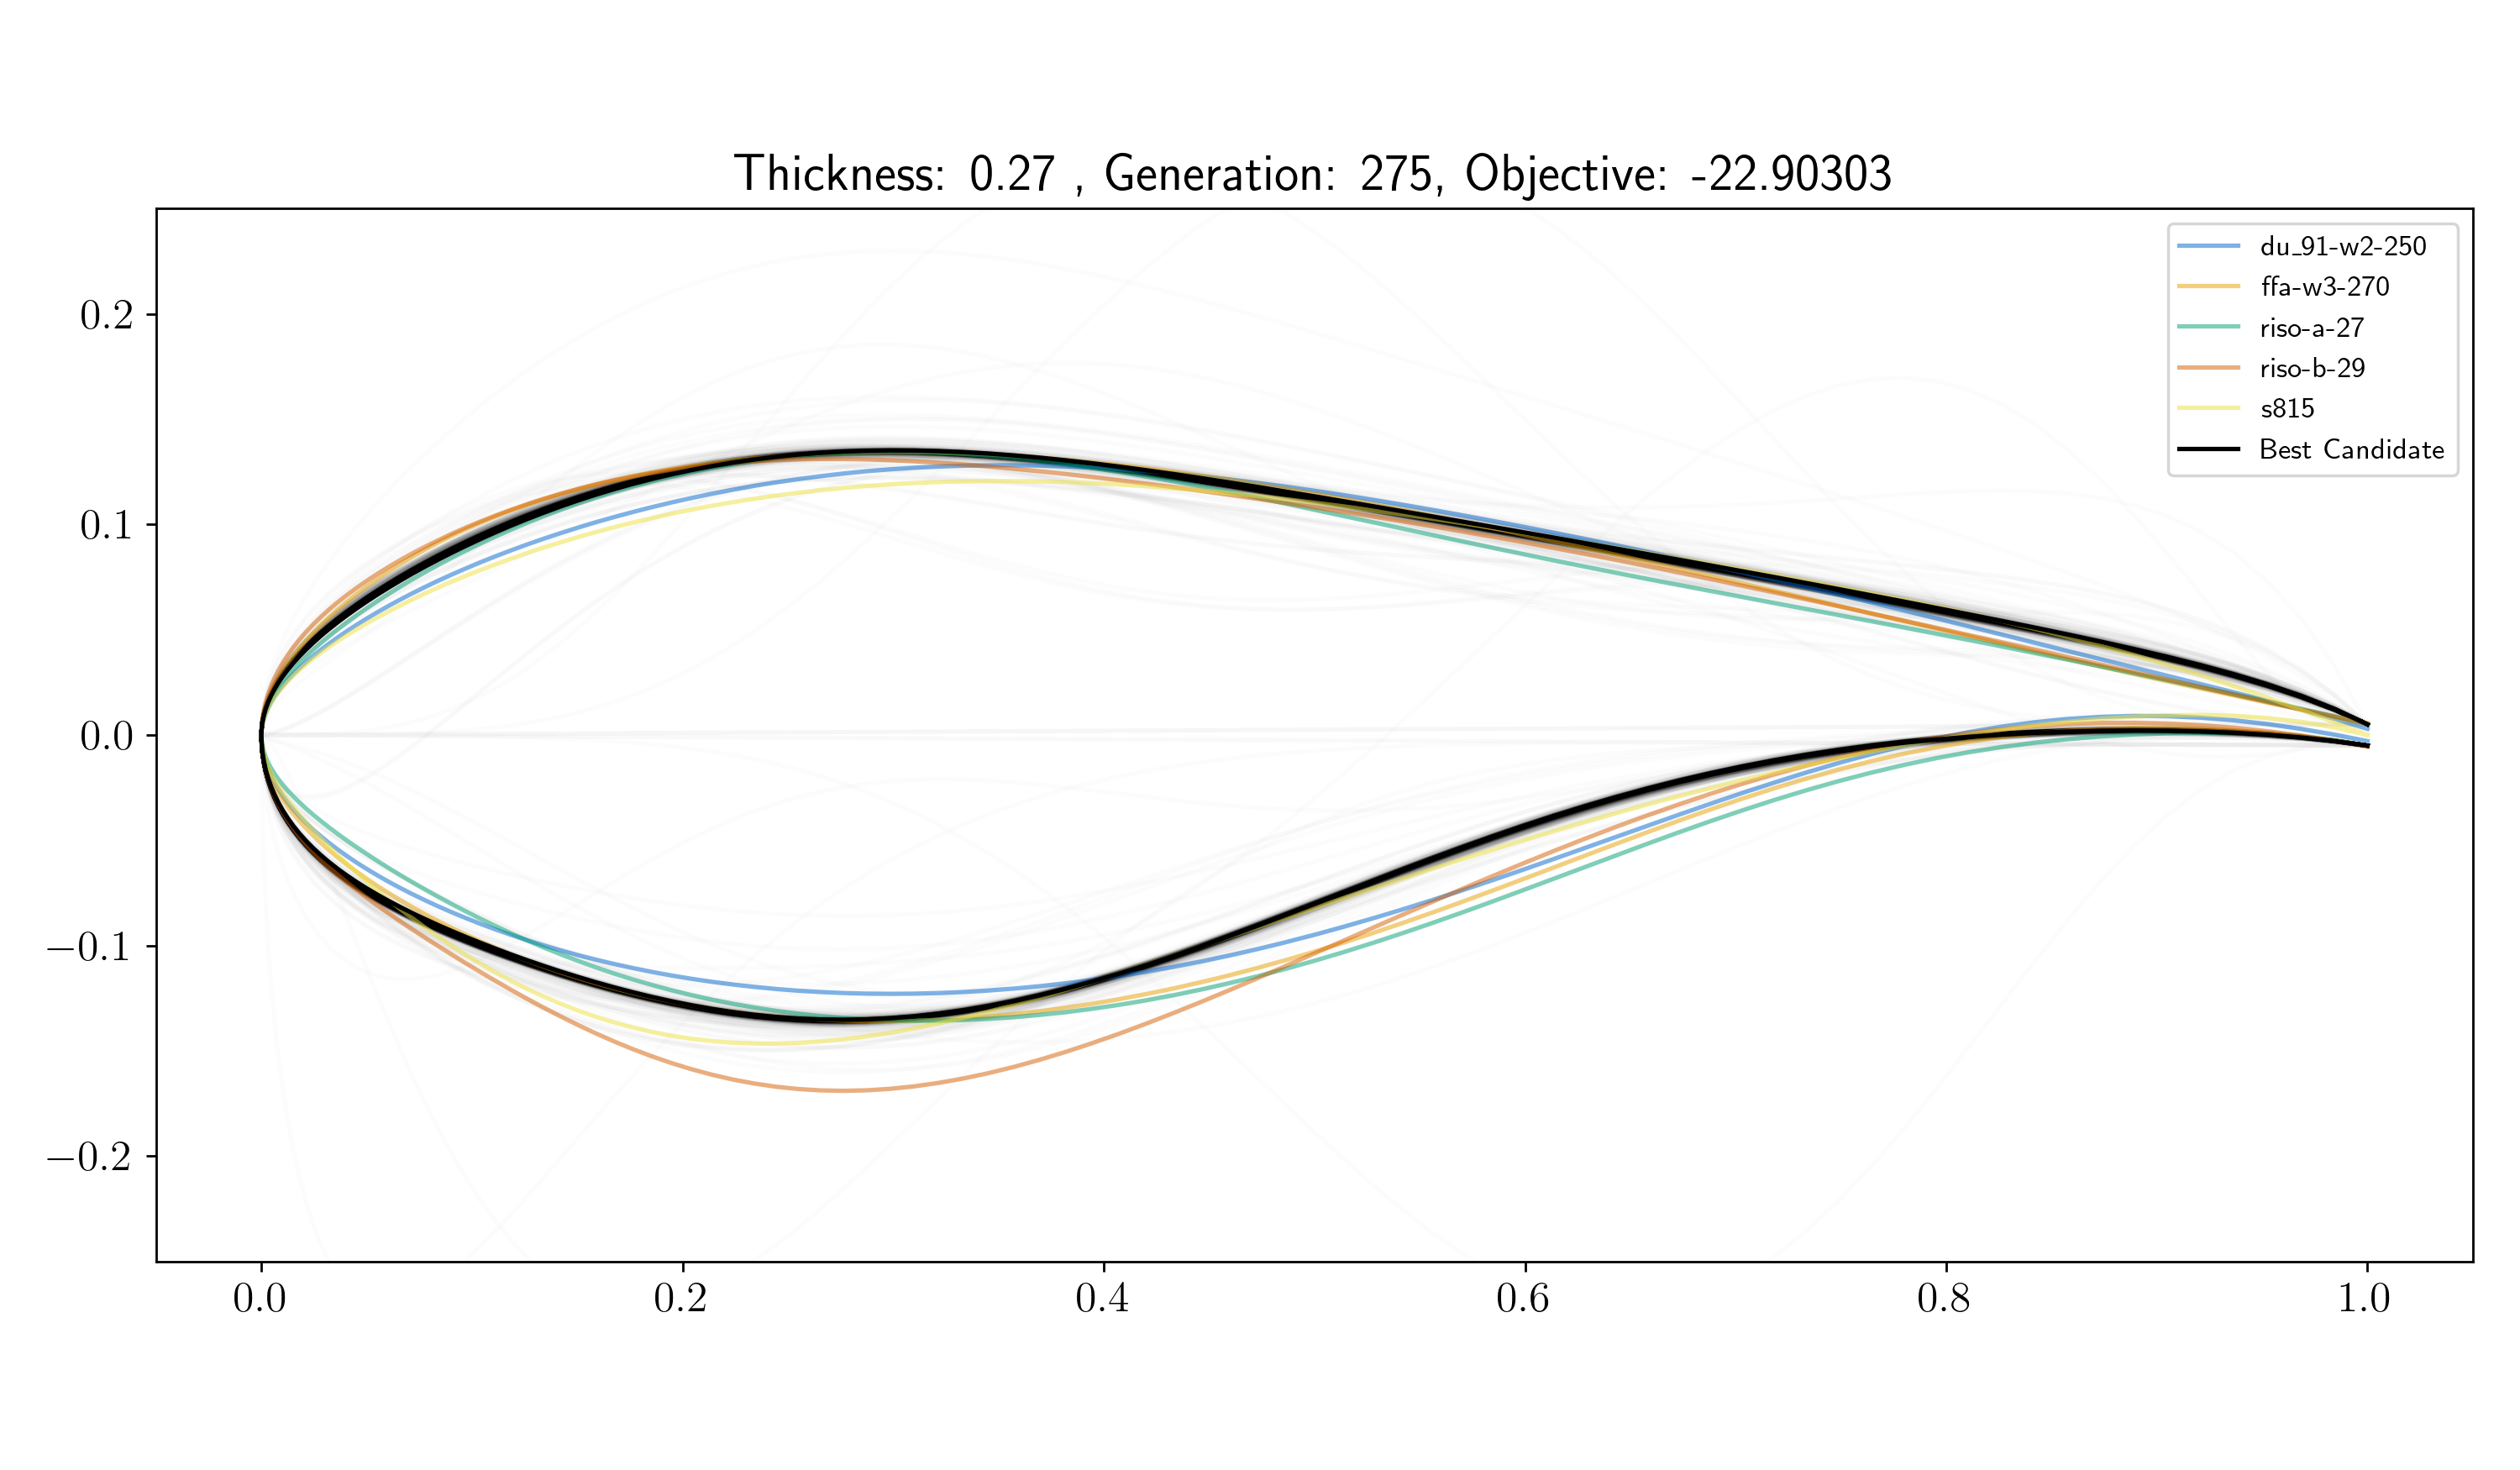 Thickness: 0.27 , Generation: 275, Objective: -22.90303
du_91-w2-250
ffa-w3-270
riso-a-27
riso-b-29
s815
Best Candidate
0.2
0.1
0.0
−0.1
−0.2
0.0 0.2 0.4 0.6 0.8 1.0